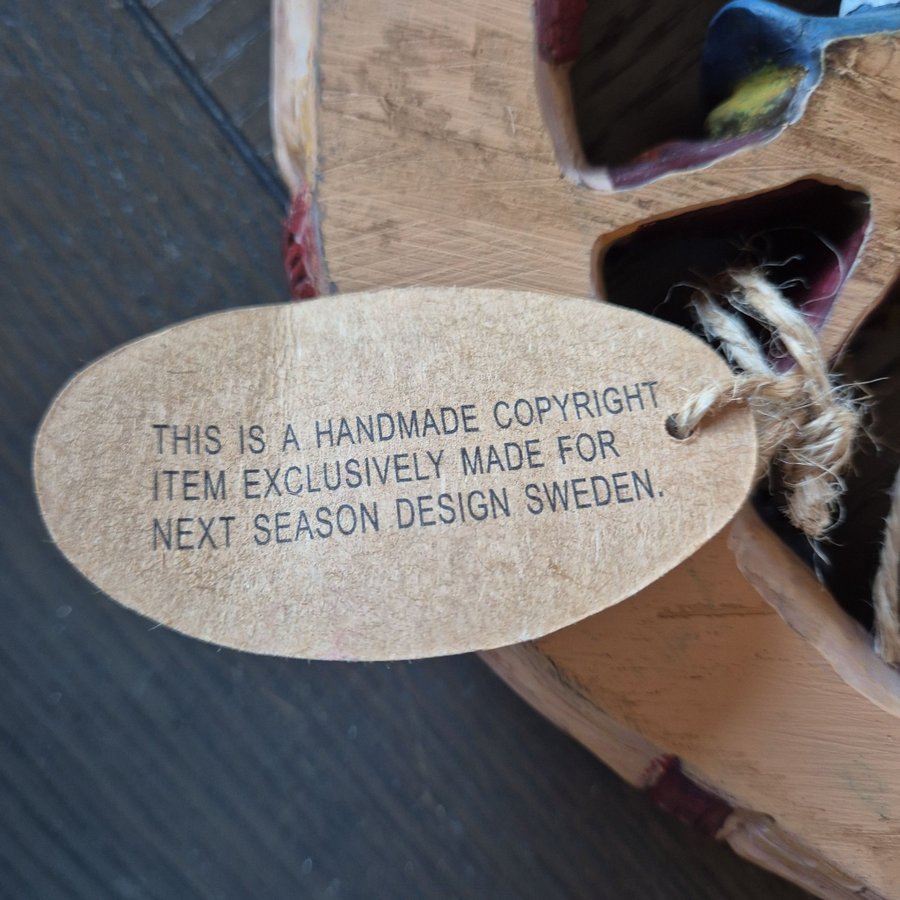 THIS IS A HANDMADE COPYRIGHT
ITEM EXCLUSIVELY MADE FOR
NEXT SEASON DESIGN SWEDEN.